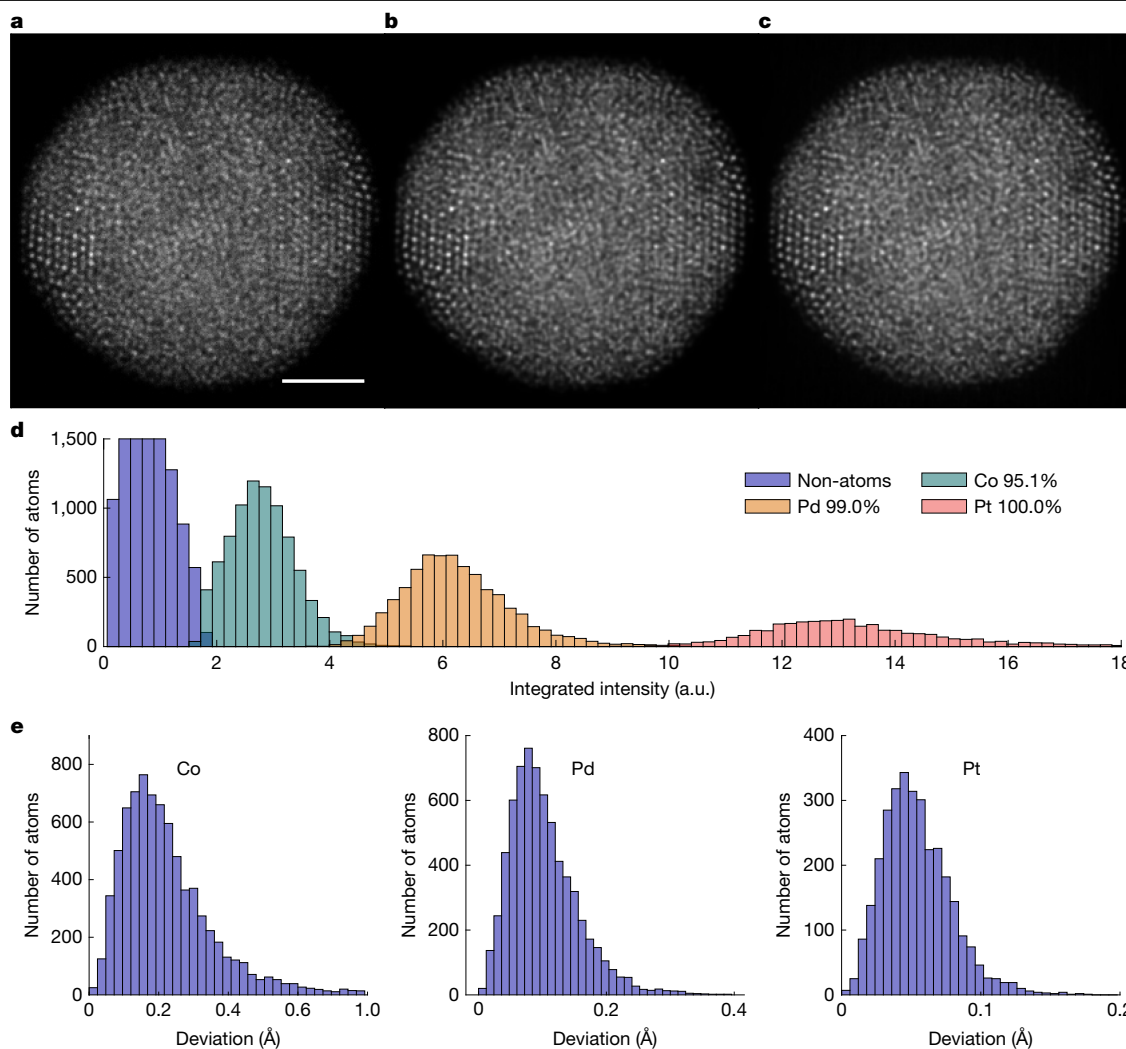 a b c
d
1,500
1,000
500
0
Number of atoms
Non-atoms Co 95.1%
Pd 99.0% Pt 100.0%
0 2 4 6 8 10 12 14 16 18
Integrated intensity (a.u.)
e
800
600
400
200
0
Number of atoms
Co
0 0.2 0.4 0.6 0.8 1.0
Deviation (Å)
800
600
400
200
0
Number of atoms
Pd
0 0.2 0.4
Deviation (Å)
400
300
200
100
0
Number of atoms
Pt
0 0.1
Deviation (Å)